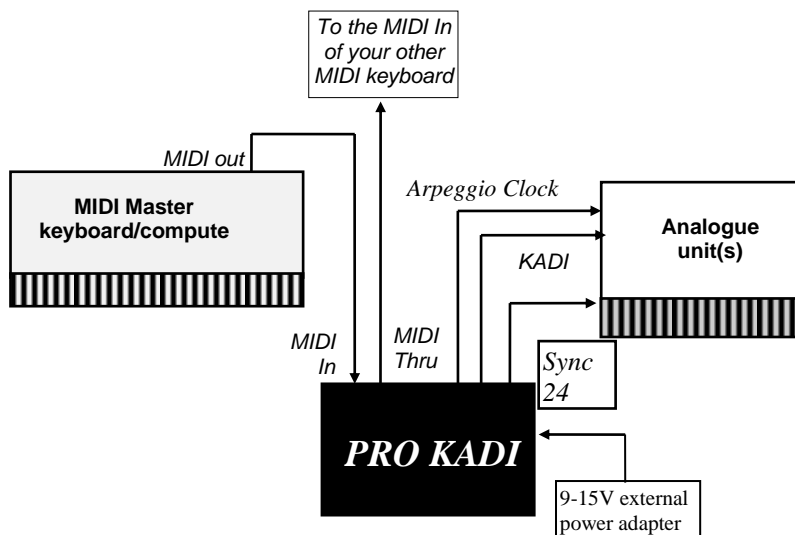 To the MIDI In
of your other
MIDI keyboard
MIDI out
MIDI Master
keyboard/compute
Arpeggio Clock
Analogue
unit(s)
KADI
MIDI
In
MIDI
Thru
Sync
24
PRO KADI
9-15V external
power adapter